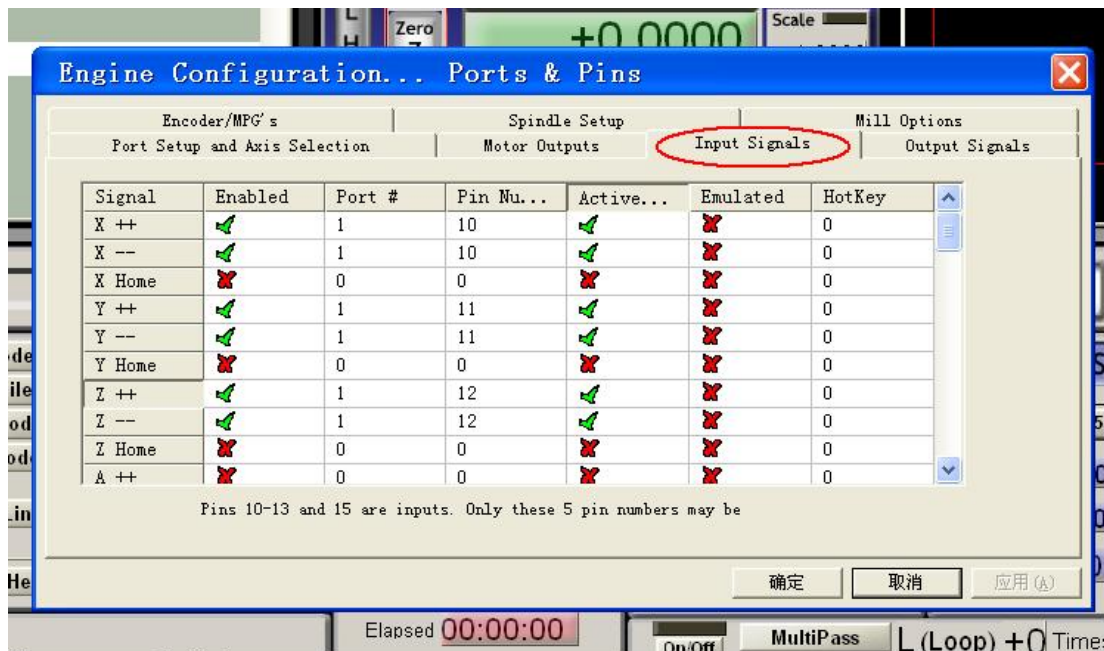 Zero
+0.0000
Scale
Engine Configuration... Ports & Pins
Encoder/MPG's Spindle Setup Mill Options
Port Setup and Axis Selection Motor Outputs Input Signals Output Signals
Signal Enabled Port # Pin Nu... Active... Emulated HotKey
X ++ 1 10 0
X -- 1 10 0
X Home 0 0 0
Y ++ 1 11 0
Y -- 1 11 0
Y Home 0 0 0
Z ++ 1 12 0
Z -- 1 12 0
Z Home 0 0 0
A ++ 0 0 0
Pins 10-13 and 15 are inputs. Only these 5 pin numbers may be
确定 取消 应用(A)
Elapsed 00:00:00
On/Off MultiPass L (Loop) +0 Time